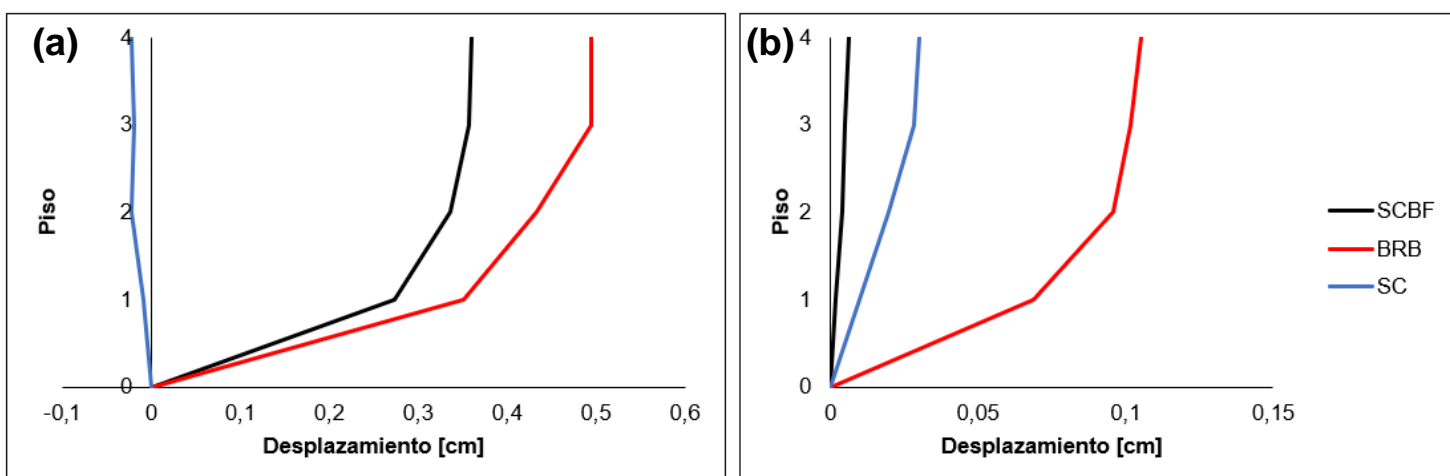 (a)
4
3
2
1
0
Piso
-0,1 0 0,1 0,2 0,3 0,4 0,5 0,6
Desplazamiento [cm]
(b)
4
3
2
1
0
Piso
0 0,05 0,1 0,15
Desplazamiento [cm]
SCBF
BRB
SC